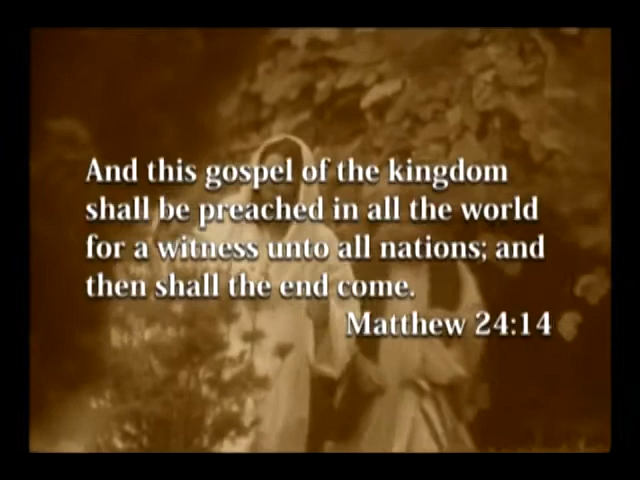 And this gospel of the kingdom
shall be preached in all the world
for a witness unto all nations; and
then shall the end come.
Matthew 24:14